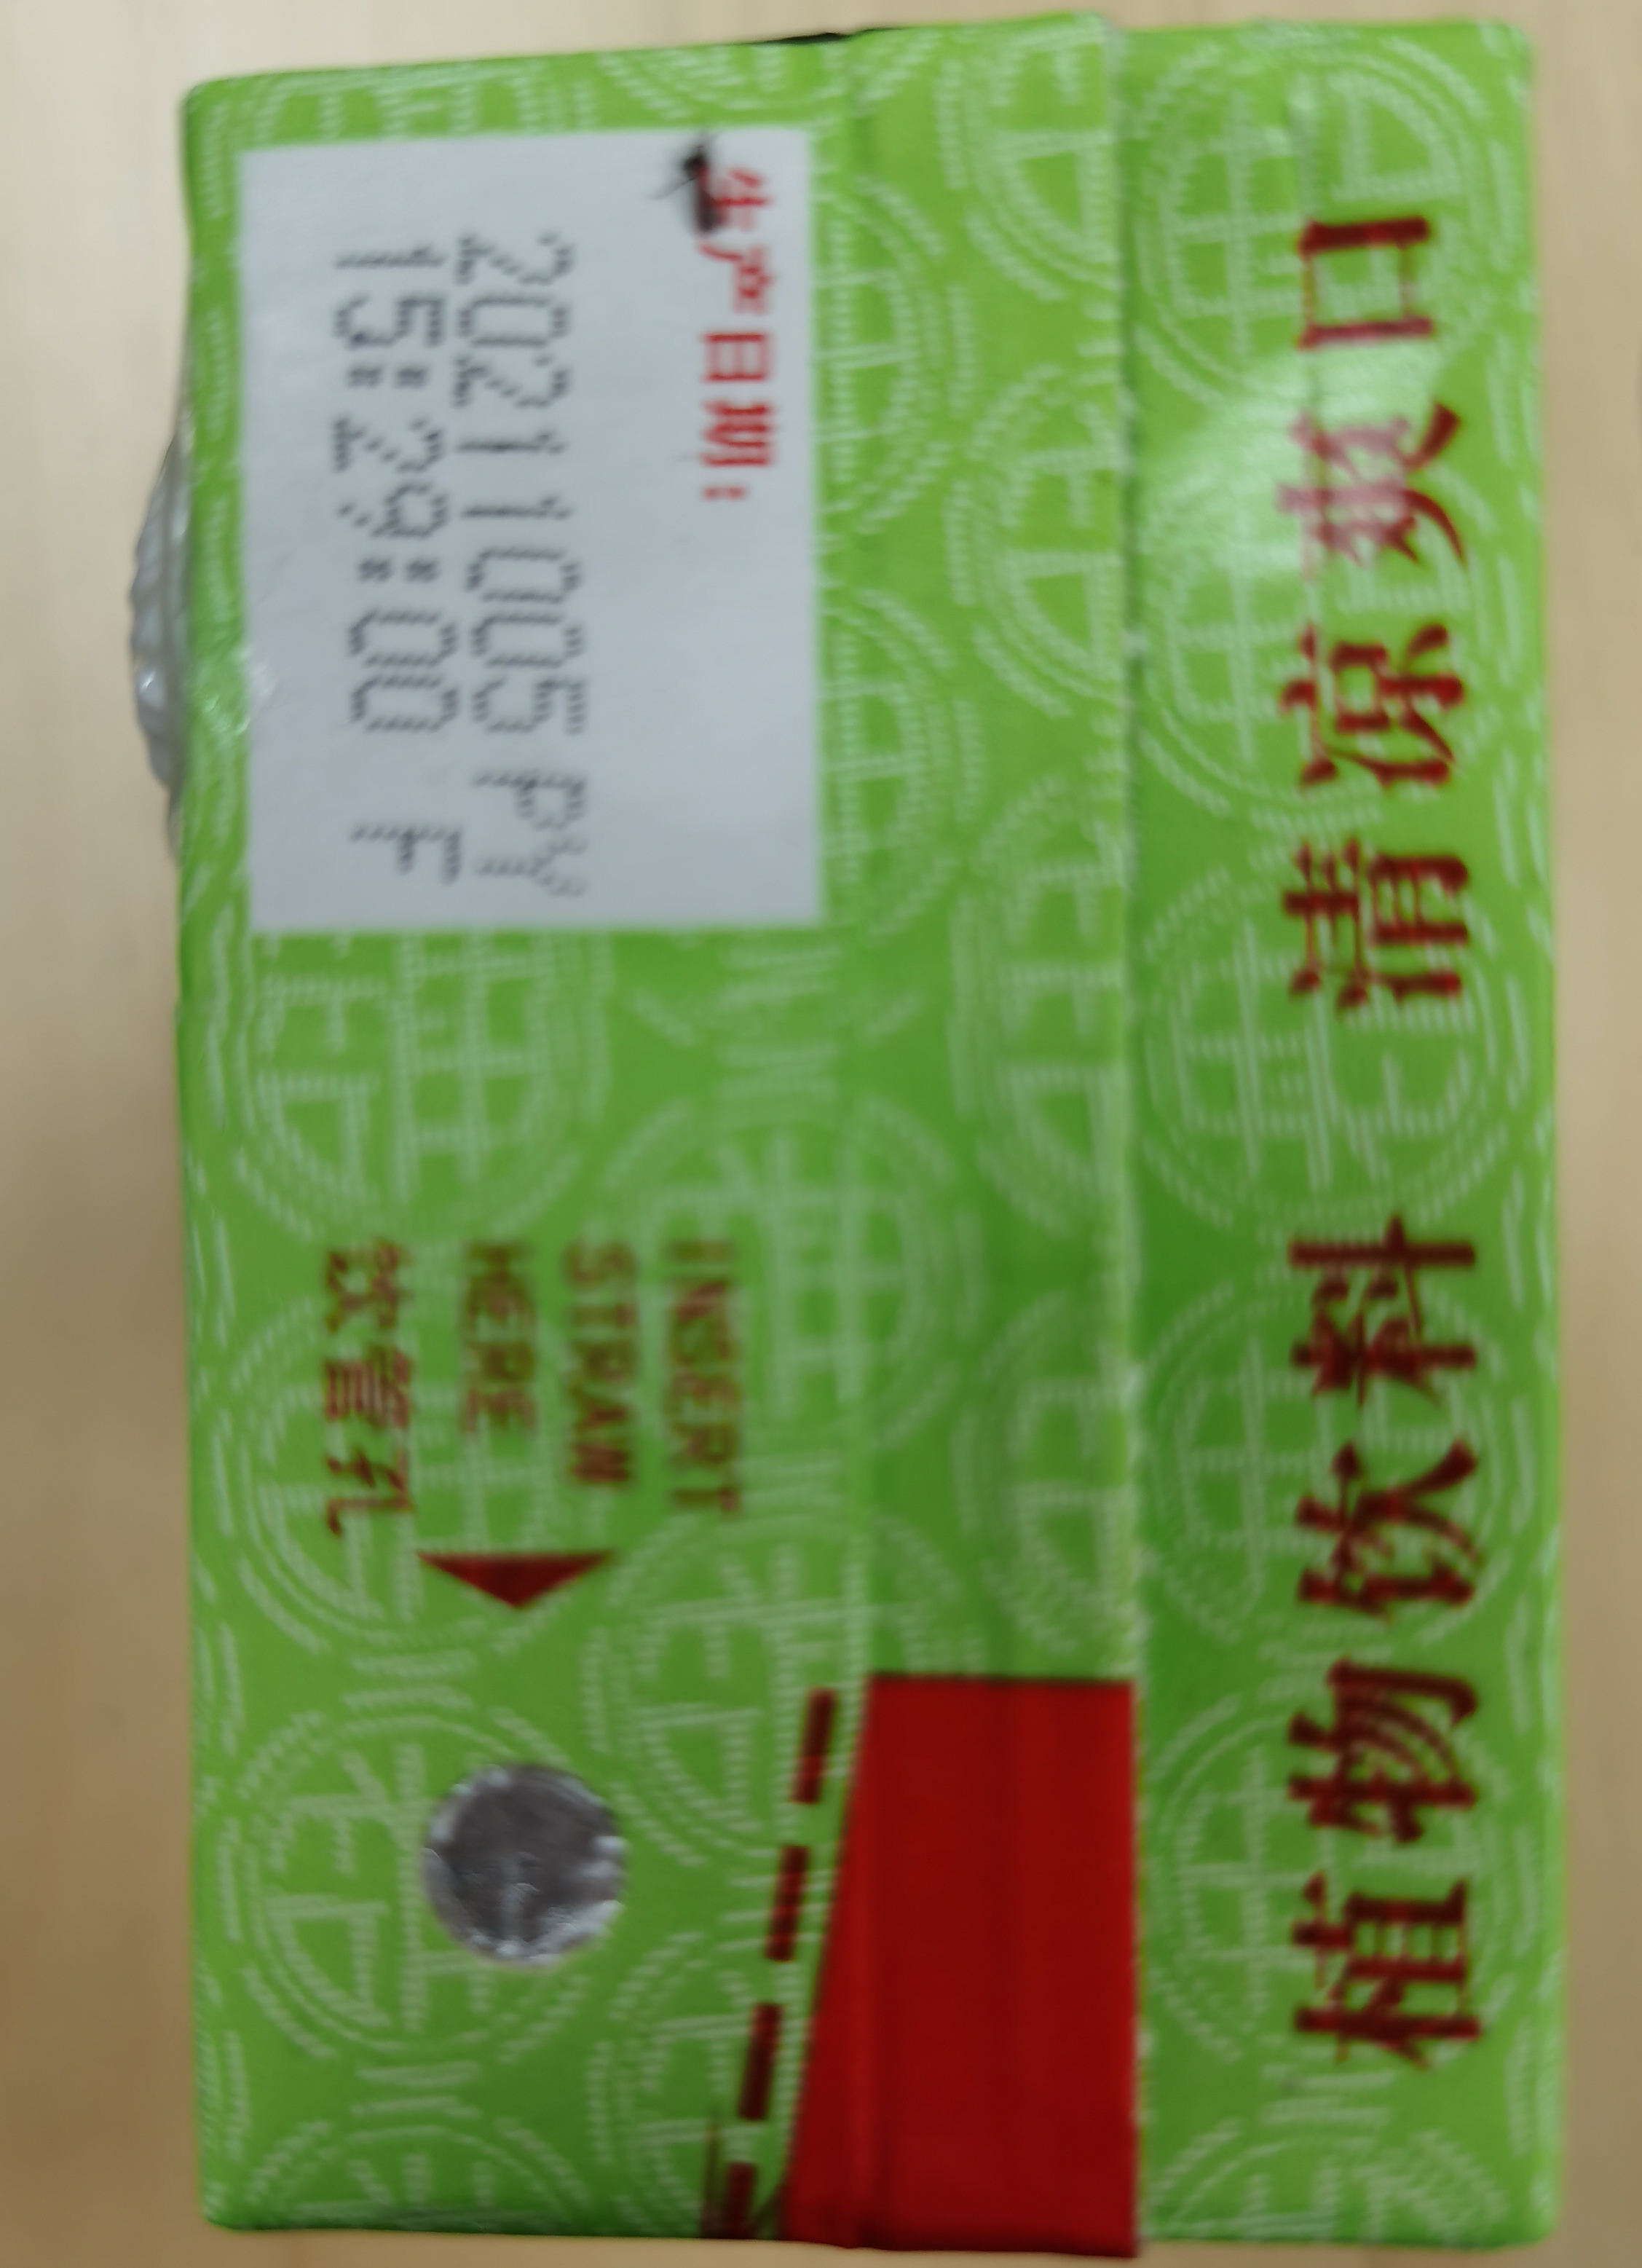 生产日期:
20211005 PY
15:29:00 F
INSERT
STRAW
HERE
饮管孔
植物饮料 清凉爽口